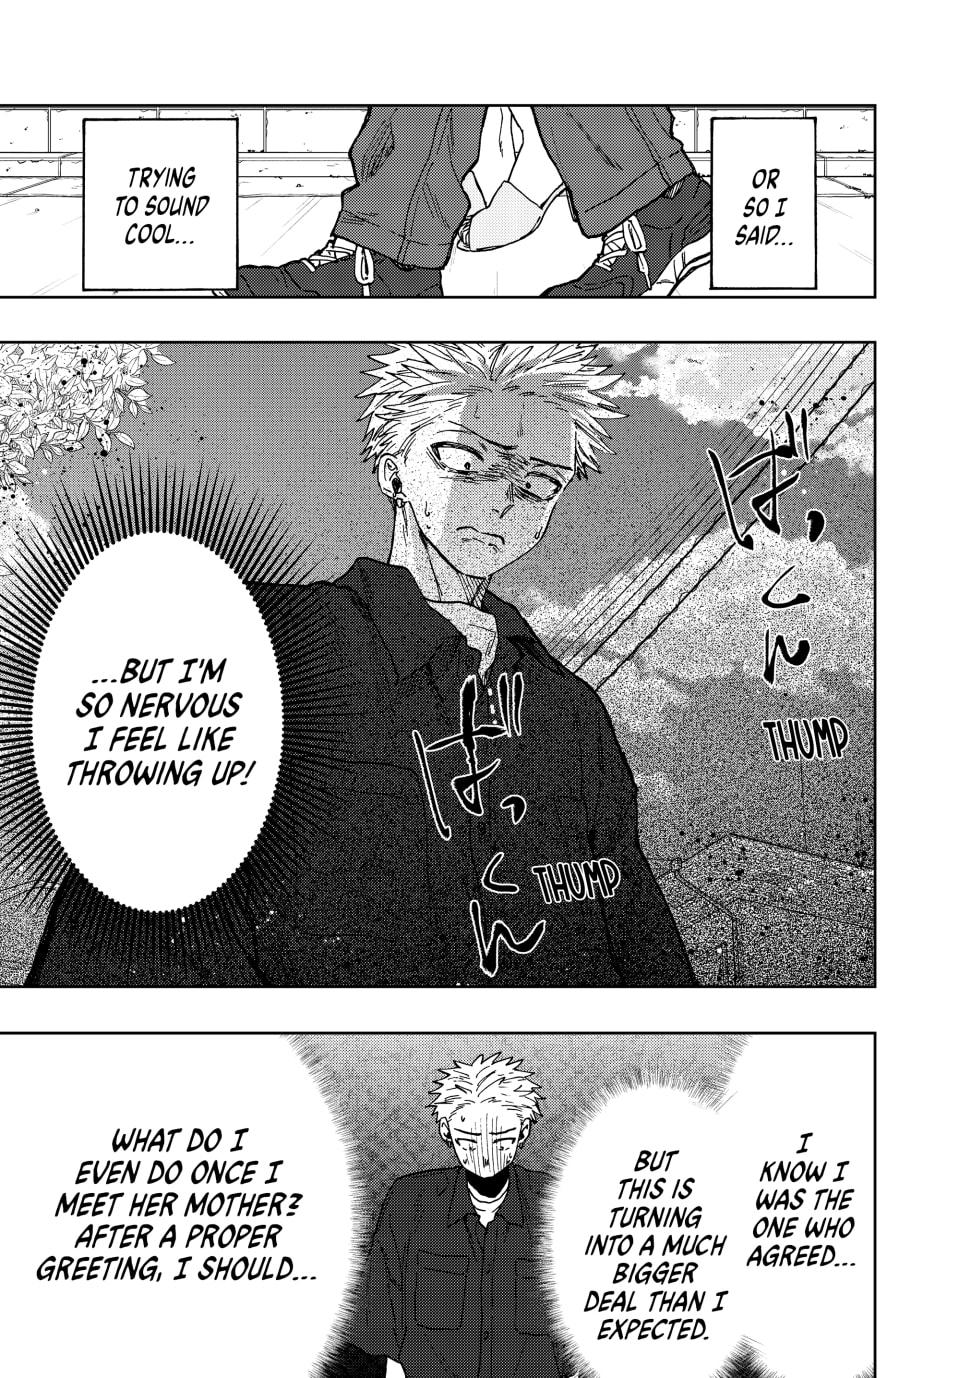 OR
SO I
SAID...
TRYING
TO SOUND
COOL...
ばっくん
THUMP
ばっくん
THUMP
...BUT I'M
SO NERVOUS
I FEEL LIKE
THROWING UP!
I
KNOW I
WAS THE
ONE WHO
AGREED...
BUT
THIS IS
TURNING
INTO A MUCH
BIGGER
DEAL THAN I
EXPECTED.
WHAT DO I
EVEN DO ONCE I
MEET HER MOTHER?
AFTER A PROPER
GREETING, I SHOULD...